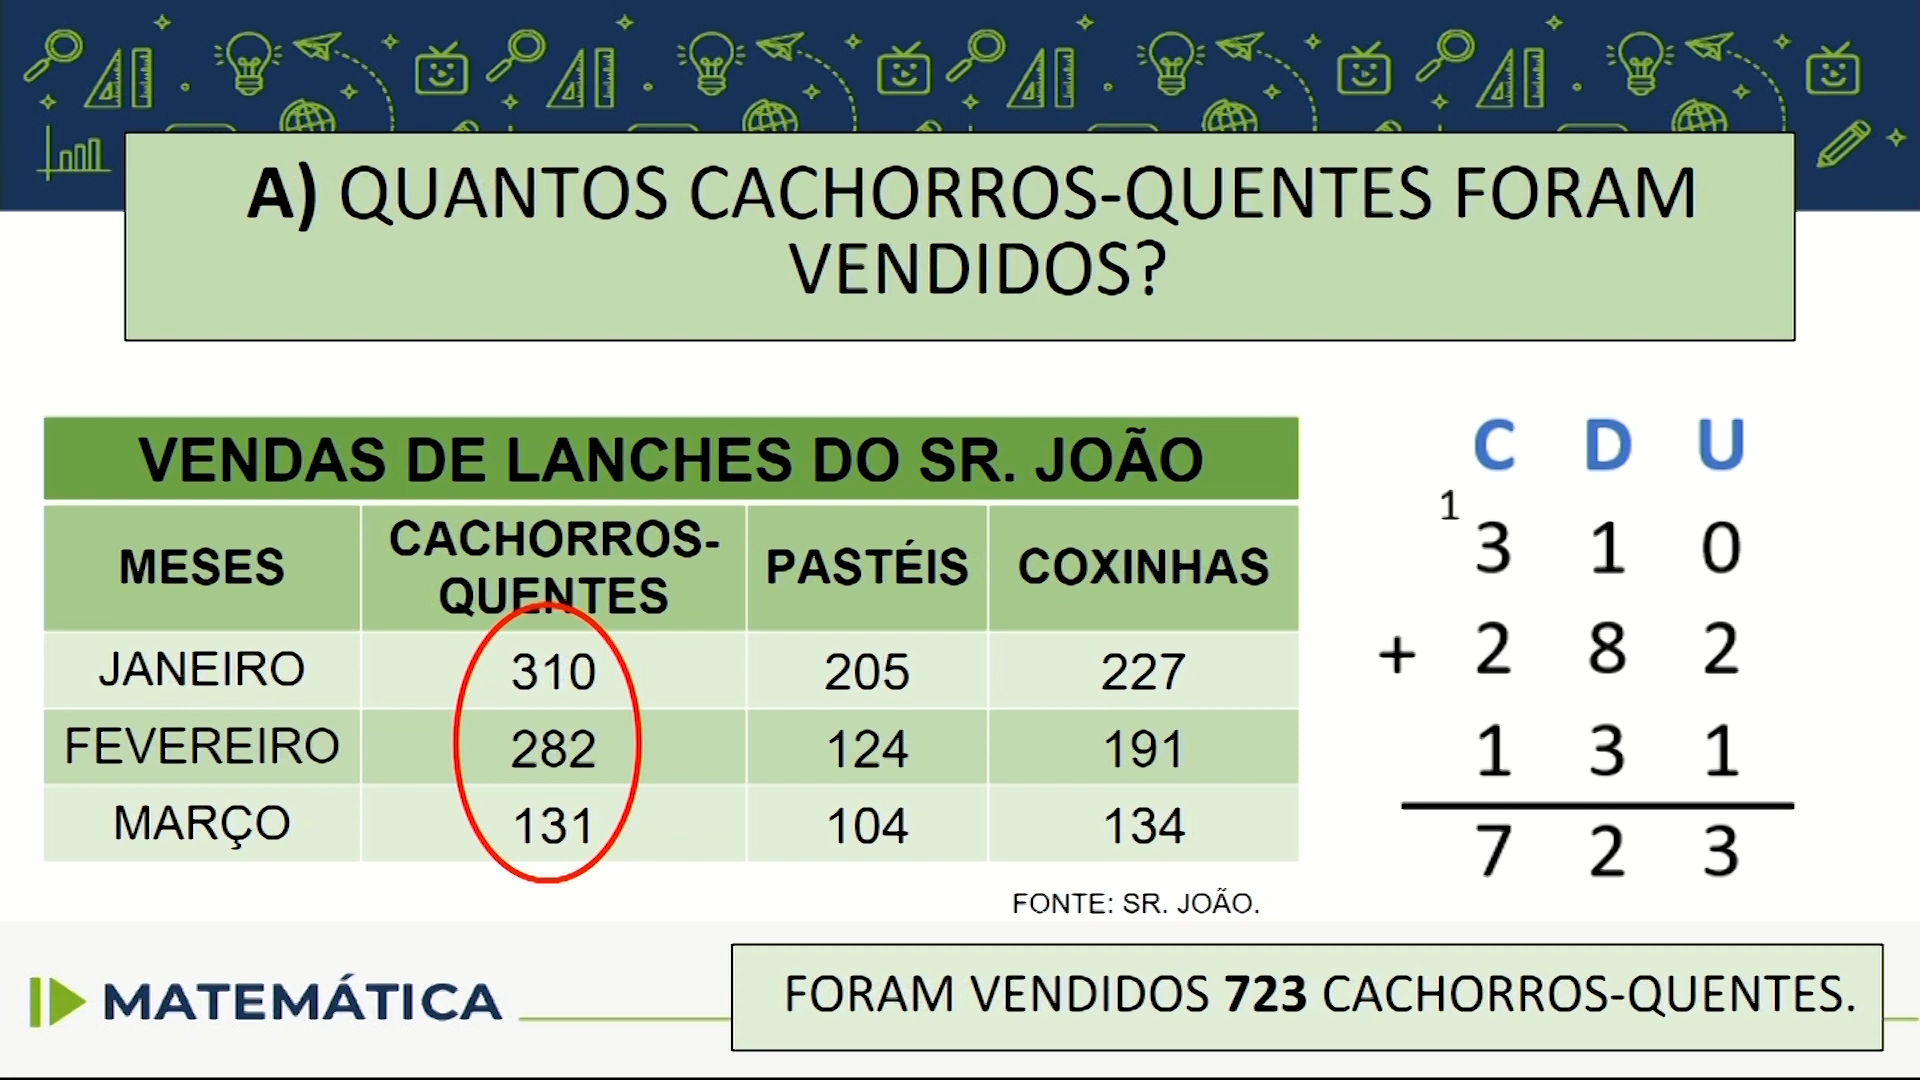 A) QUANTOS CACHORROS-QUENTES FORAM
VENDIDOS?
VENDAS DE LANCHES DO SR. JOÃO
MESES CACHORROS-QUENTES PASTÉIS COXINHAS
JANEIRO 310 205 227
FEVEREIRO 282 124 191
MARÇO 131 104 134
FONTE: SR. JOÃO.
C D U
1
3 1 0
+ 2 8 2
1 3 1
7 2 3
MATEMÁTICA
FORAM VENDIDOS 723 CACHORROS-QUENTES.